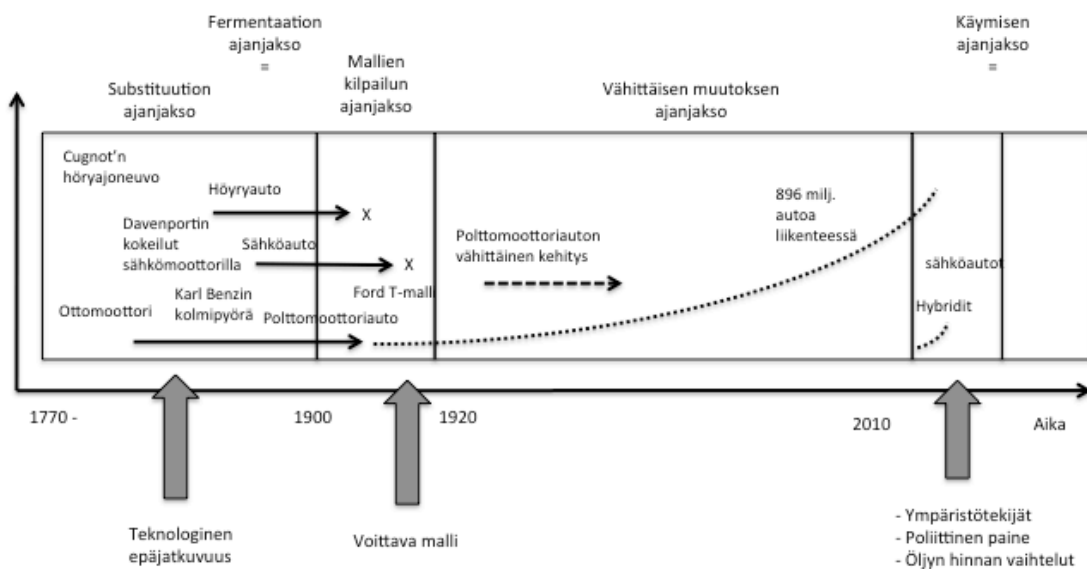 Fermentaation
ajanjakso
=
Käymisen
ajanjakso
=
Substituution
ajanjakso
Mallien
kilpailun
ajanjakso
Vähittäisen muutoksen
ajanjakso
Cugnot'n
höryajoneuvo
Höyryauto
X
Davenportin
kokeilut
sähkömoottorilla
Sähköauto
X
Ford T-malli
Ottomoottori
Karl Benzin
kolmipyörä
Polttomoottoriauto
Polttomoottoriauton
vähittäinen kehitys
896 milj.
autoa
liikenteessä
sähköautot
Hybridit
1770 -
1900
1920
2010
Aika
Teknologinen
epäjatkuvuus
Voittava malli
- Ympäristötekijät
- Poliittinen paine
- Öljyn hinnan vaihtelut